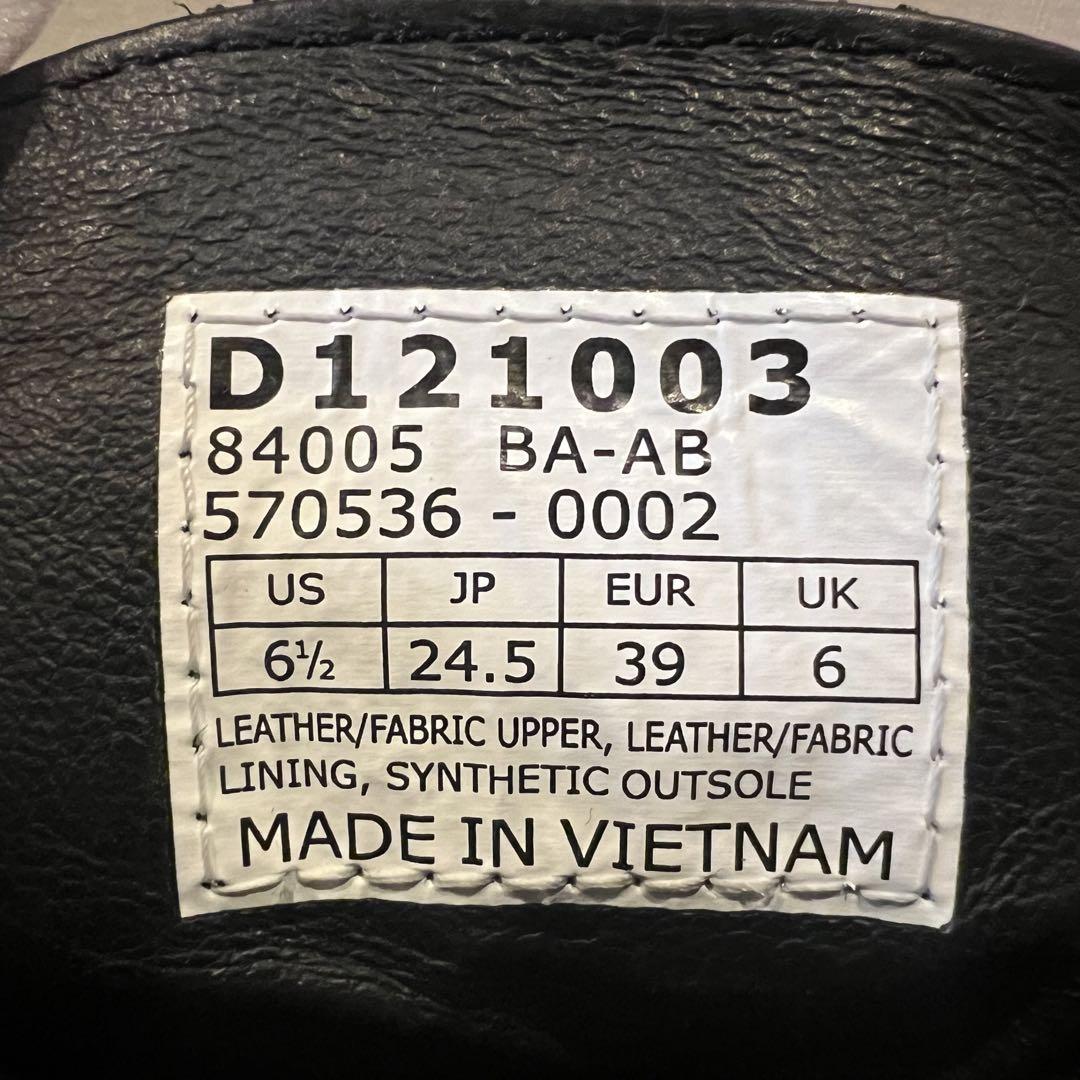 D121003
84005 BA-AB
570536 - 0002
US JP EUR UK
6½ 24.5 39 6
LEATHER/FABRIC UPPER, LEATHER/FABRIC
LINING, SYNTHETIC OUTSOLE
MADE IN VIETNAM